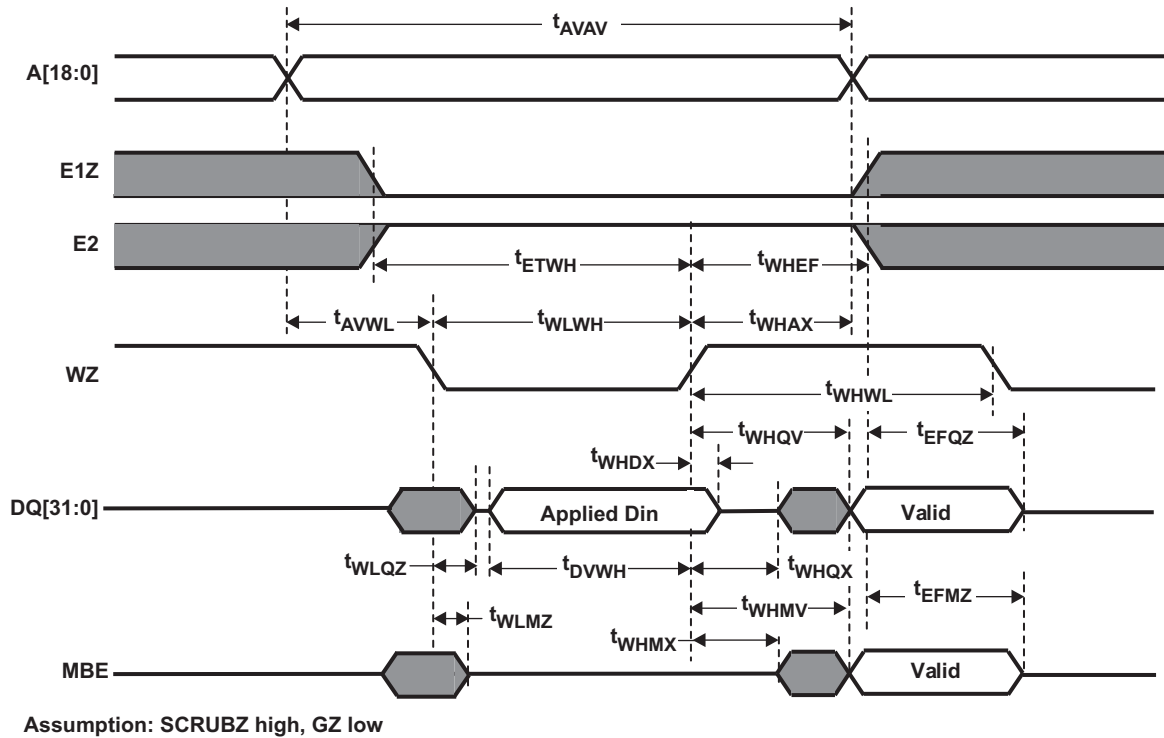 tAVAV
A[18:0]
E1Z
E2
tETWH
tWHEF
tAVWL
tWLWH
tWHAX
WZ
tWHWL
tWHQV
tEFQZ
tWHDX
DQ[31:0]
Applied Din
Valid
tWLQZ
tDVWH
tWHQX
tEFMZ
tWHMV
tWLMZ
tWHMX
MBE
Valid
Assumption: SCRUBZ high, GZ low